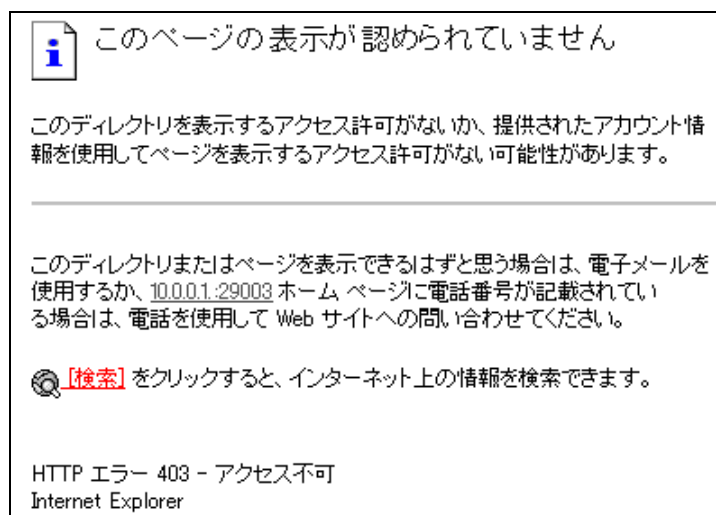 このページの表示が認められていません
このディレクトリを表示するアクセス許可がないか、提供されたアカウント情
報を使用してページを表示するアクセス許可がない可能性があります。
このディレクトリまたはページを表示できるはずと思う場合は、電子メールを
使用するか、10.0.0.1:29003 ホーム ページに電話番号が記載されてい
る場合は、電話を使用して Web サイトへの問い合わせてください。
[検索] をクリックすると、インターネット上の情報を検索できます。
HTTP エラー 403 - アクセス不可
Internet Explorer